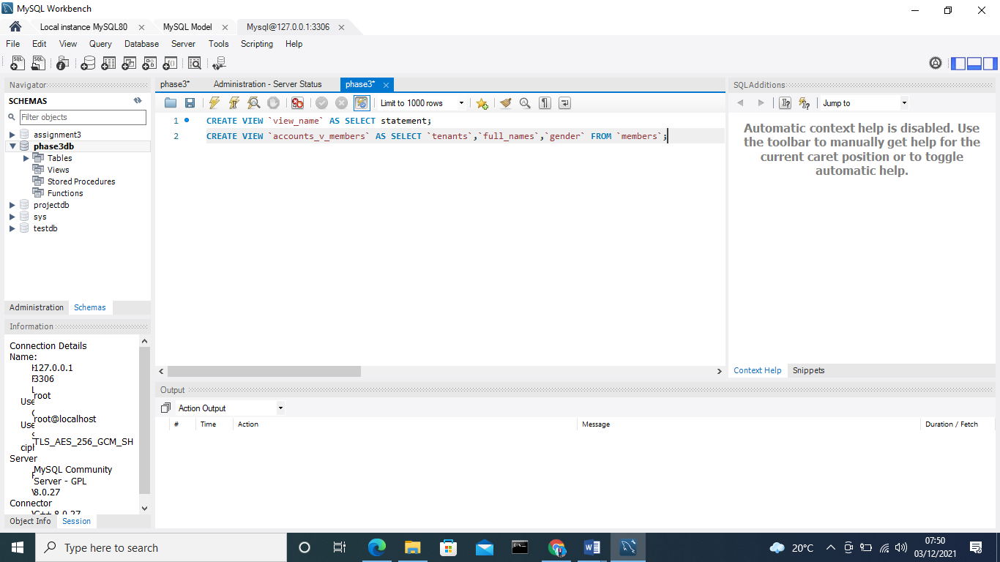 MySQL Workbench
Local instance MySQL80 MySQL Model Mysql@127.0.0.1:3306
File Edit View Query Database Server Tools Scripting Help
Navigator
SCHEMAS
Filter objects
assignment3
phase3db
Tables
Views
Stored Procedures
Functions
projectdb
sys
testdb
Administration Schemas
Information
Connection Details
Name:
127.0.0.1
3306
root
Use
root@localhost
Use
TLS_AES_256_GCM_SH
ciph
Server
MySQL Community
Server - GPL
8.0.27
Connector
C++ 8.0.27
Object Info Session
phase3* Administration - Server Status phase3*
Limit to 1000 rows
1 CREATE VIEW `view_name` AS SELECT statement;
2 CREATE VIEW `accounts_v_members` AS SELECT `tenants`,`full_names`,`gender` FROM `members`;
SQLAdditions
Jump to
Automatic context help is disabled. Use
the toolbar to manually get help for the
current caret position or to toggle
automatic help.
Context Help Snippets
Output
Action Output
# Time Action Message Duration / Fetch
Type here to search
20°C
07:50
03/12/2021